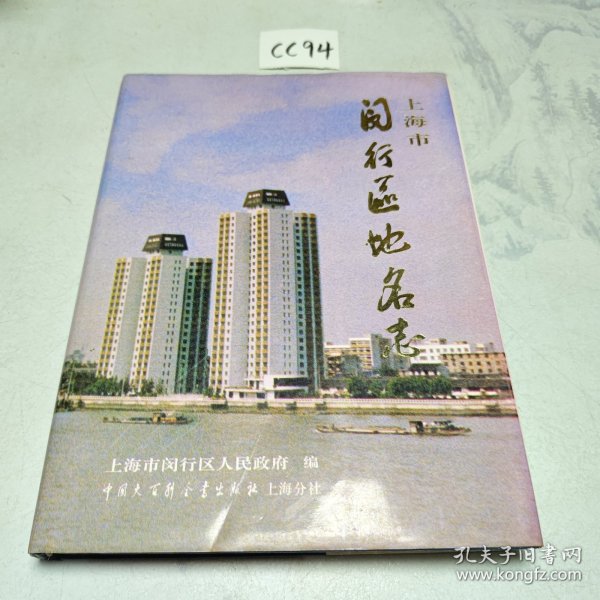 CC94
上海市
闵行區地名志
上海市闵行区人民政府 编
中国大百科全书出版社 上海分社
孔夫子旧书网
www.kongfz.com